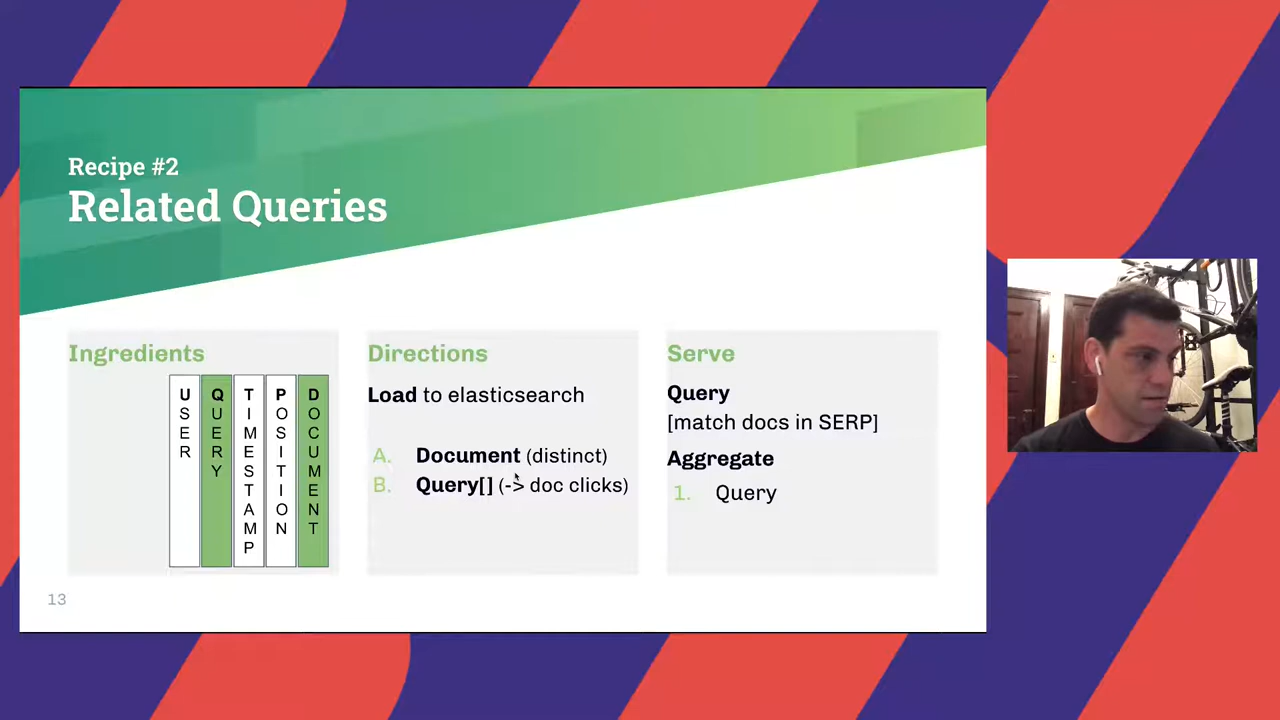 Recipe #2
Related Queries
Ingredients
USER
QUERY
TIMESTAMP
POSITION
DOCUMENT
Directions
Load to elasticsearch
A. Document (distinct)
B. Query[] (-> doc clicks)
Serve
Query
[match docs in SERP]
Aggregate
1. Query
13